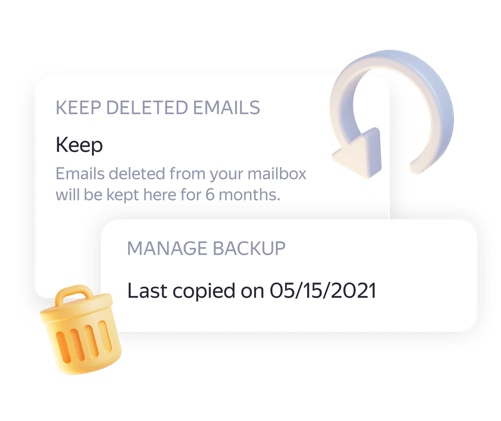 KEEP DELETED EMAILS
Keep
Emails deleted from your mailbox
will be kept here for 6 months.
MANAGE BACKUP
Last copied on 05/15/2021